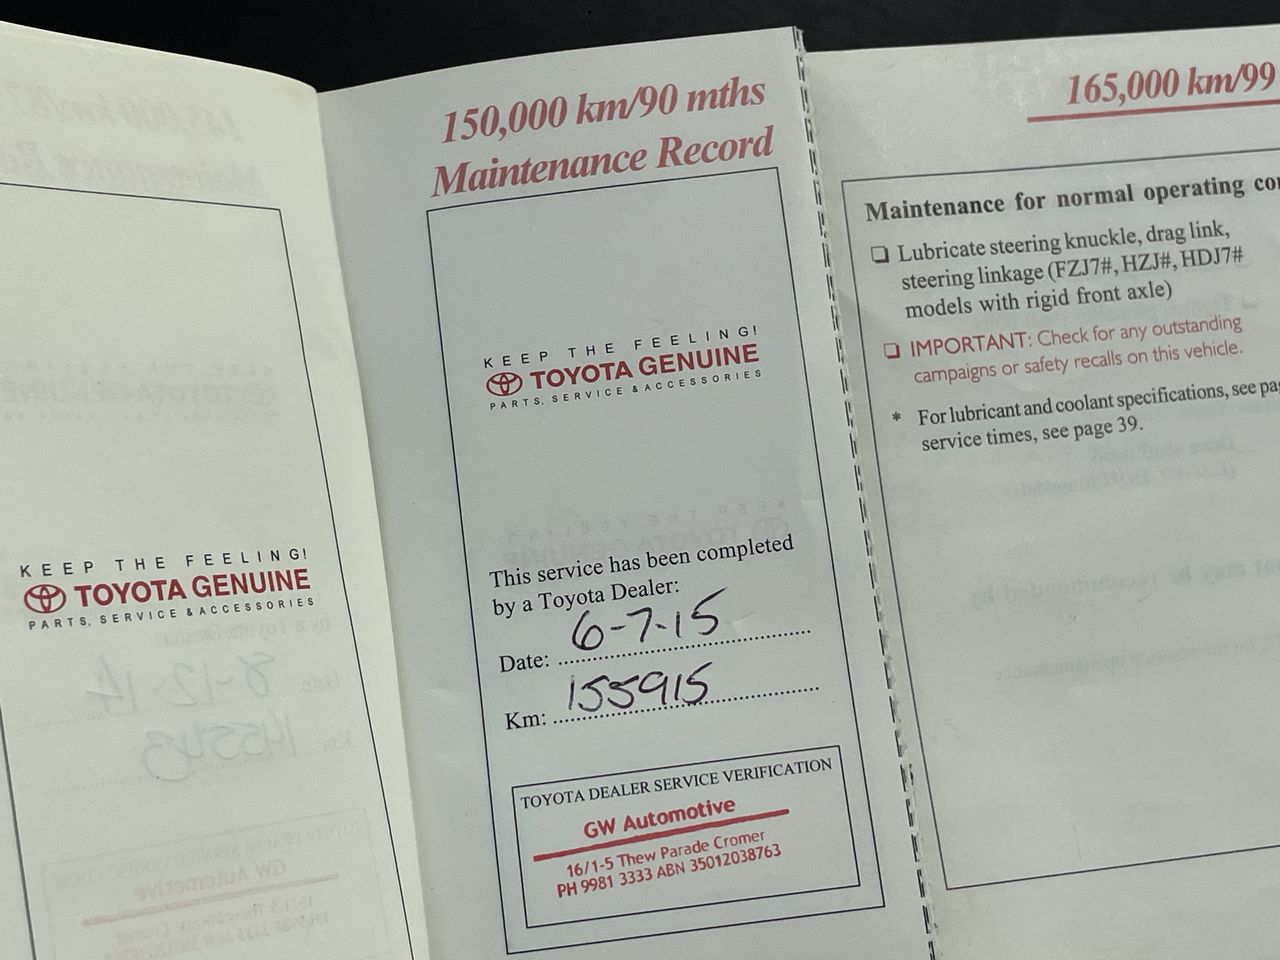 KEEP THE FEELING!
TOYOTA GENUINE
PARTS, SERVICE & ACCESSORIES
150,000 km/90 mths
Maintenance Record
KEEP THE FEELING!
TOYOTA GENUINE
PARTS, SERVICE & ACCESSORIES
This service has been completed
by a Toyota Dealer:
Date: 6-7-15
Km: 155915
TOYOTA DEALER SERVICE VERIFICATION
GW Automotive
16/1-5 Thew Parade Cromer
PH 9981 3333 ABN 35012038763
165,000 km/99
Maintenance for normal operating
❏ Lubricate steering knuckle, drag link,
steering linkage (FZJ7#, HZJ#, HDJ7#
models with rigid front axle)
❏ IMPORTANT: Check for any outstanding
campaigns or safety recalls on this vehicle.
* For lubricant and coolant specifications, see
service times, see page 39.